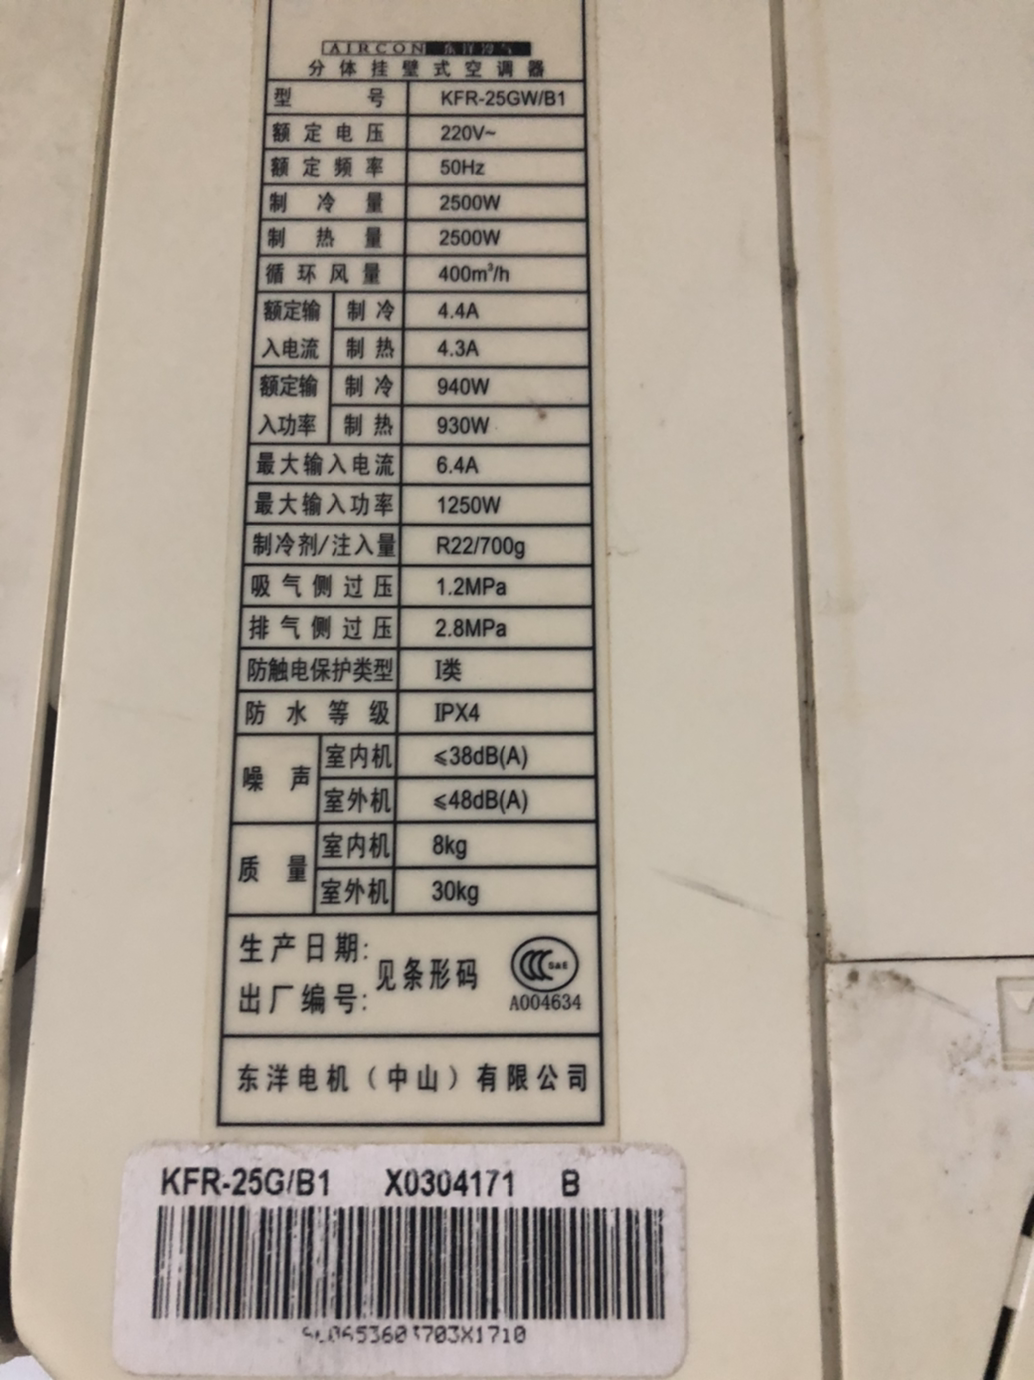 AIRCON 东洋冷气
分体挂壁式空调器
型号 KFR-25GW/B1
额定电压 220V~
额定频率 50Hz
制冷量 2500W
制热量 2500W
循环风量 400m³/h
额定输入电流 制冷 4.4A
制热 4.3A
额定输入功率 制冷 940W
制热 930W
最大输入电流 6.4A
最大输入功率 1250W
制冷剂/注入量 R22/700g
吸气侧过压 1.2MPa
排气侧过压 2.8MPa
防触电保护类型 I类
防水等级 IPX4
噪声 室内机 ≤38dB(A)
室外机 ≤48dB(A)
质量 室内机 8kg
室外机 30kg
生产日期:
出厂编号: 见条形码
CCC S&E
A004634
东洋电机（中山）有限公司
KFR-25G/B1 X0304171 B